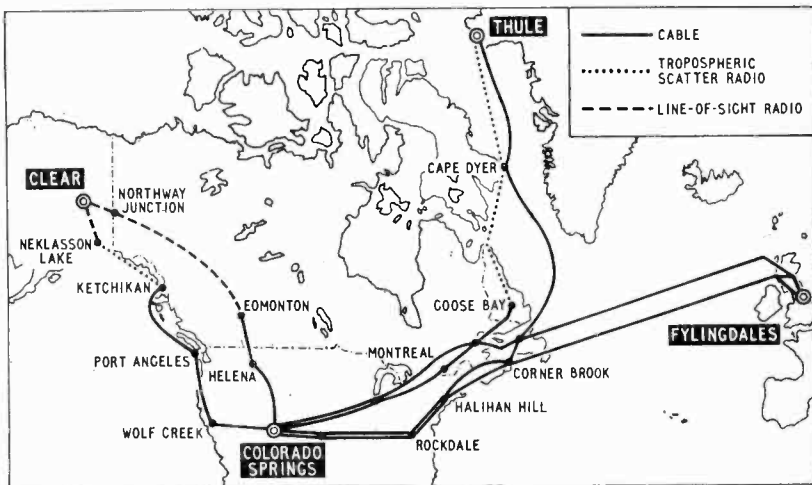 THULE
CABLE
TROPOSPHERIC
SCATTER RADIO
LINE-OF-SIGHT RADIO
CAPE DYER
CLEAR
NORTHWAY
JUNCTION
NEKLASSON
LAKE
KETCHIKAN
EDMONTON
GOOSE BAY
FYLINGDALES
PORT ANGELES
HELENA
MONTREAL
CORNER BROOK
HALIHAN HILL
WOLF CREEK
COLORADO
SPRINGS
ROCKDALE